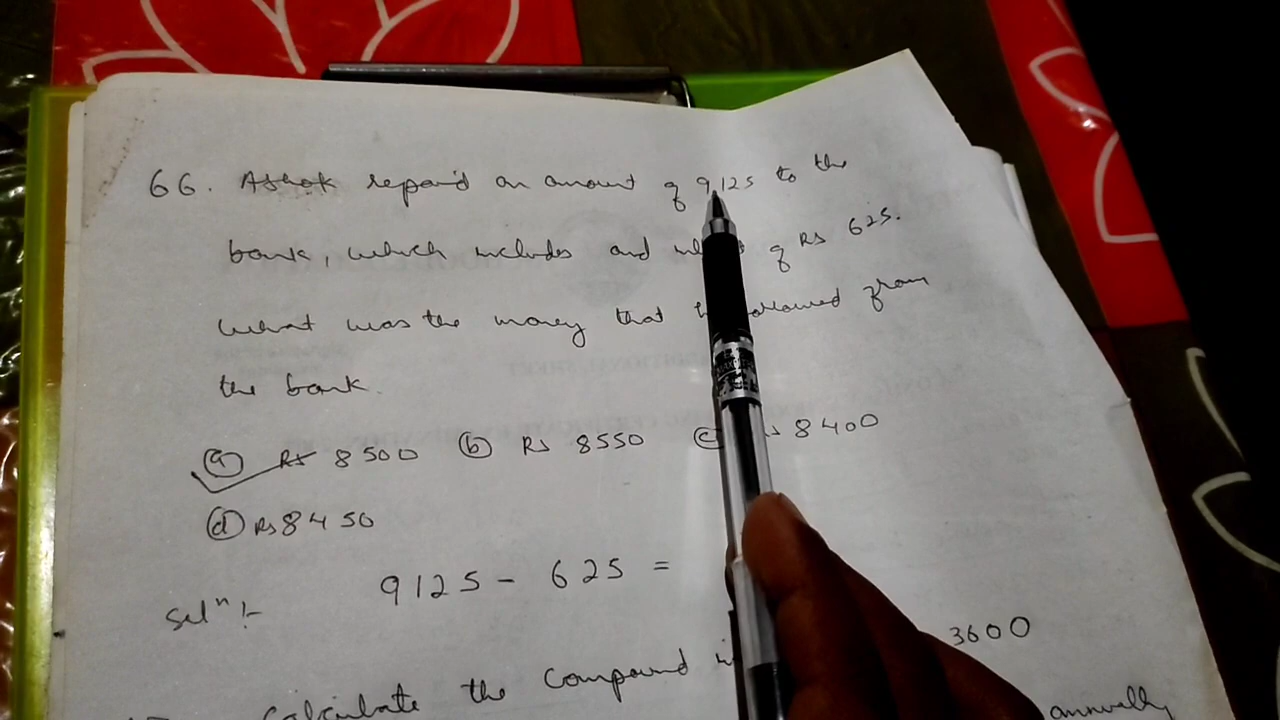 66. Ashok repaid an amount of 9125 to the
bank, which includes and of Rs 625.
What was the money that from
the bank.
(a) Rs 8500 (b) Rs 8550 (c) 8400
(d) Rs 8450
Solⁿ :- 9125 - 625 =
Calculate the Compound 3600
annually